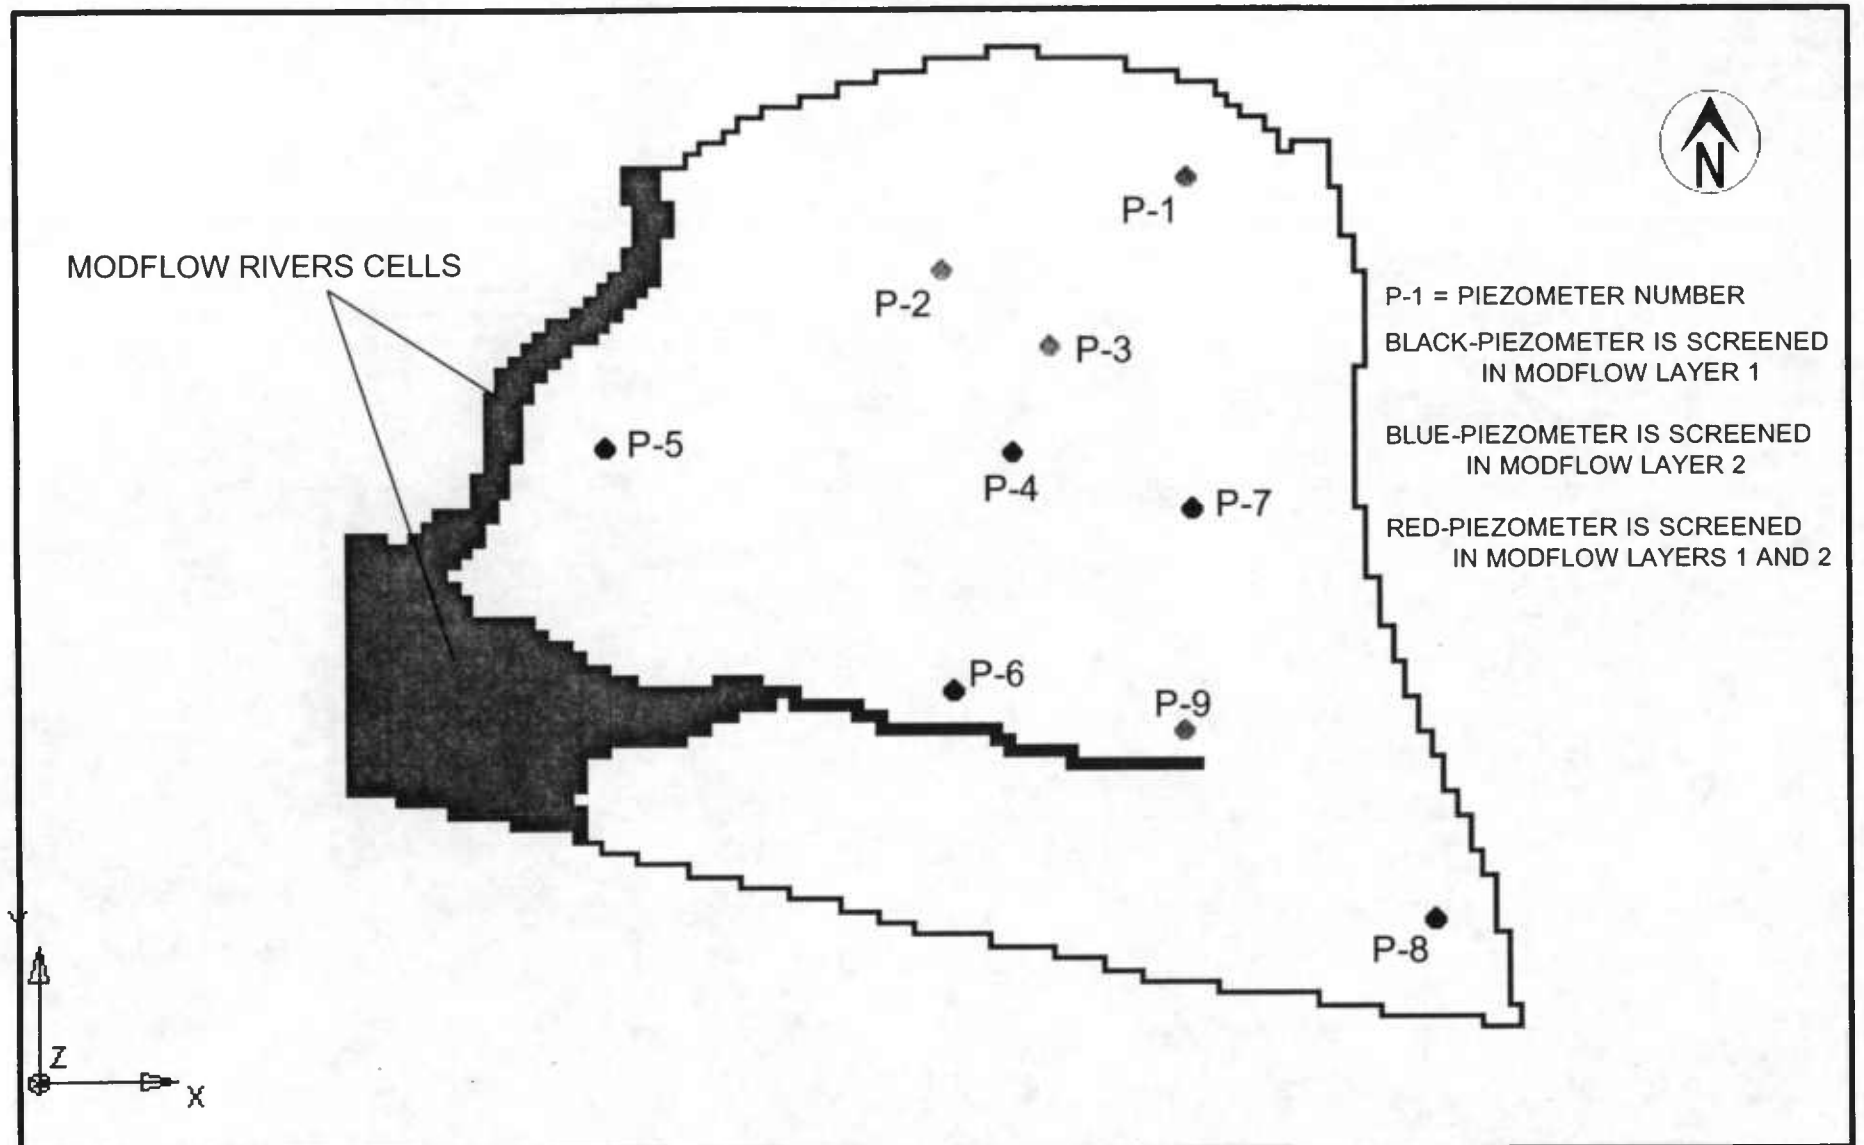 N
P-1
MODFLOW RIVERS CELLS
P-2
P-1 = PIEZOMETER NUMBER
P-3
BLACK-PIEZOMETER IS SCREENED
IN MODFLOW LAYER 1
P-5
BLUE-PIEZOMETER IS SCREENED
IN MODFLOW LAYER 2
P-4
P-7
RED-PIEZOMETER IS SCREENED
IN MODFLOW LAYERS 1 AND 2
P-6
P-9
P-8
Y
Z
X